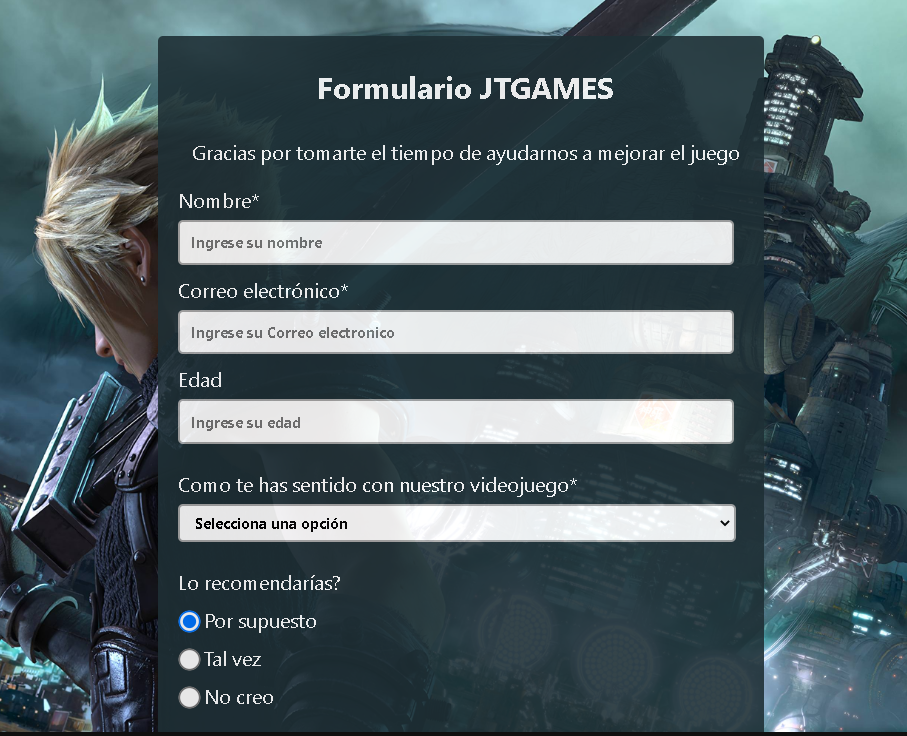 Formulario JTGAMES
Gracias por tomarte el tiempo de ayudarnos a mejorar el juego
Nombre*
Ingrese su nombre
Correo electrónico*
Ingrese su Correo electronico
Edad
Ingrese su edad
Como te has sentido con nuestro videojuego*
Selecciona una opción
Lo recomendarías?
Por supuesto
Tal vez
No creo